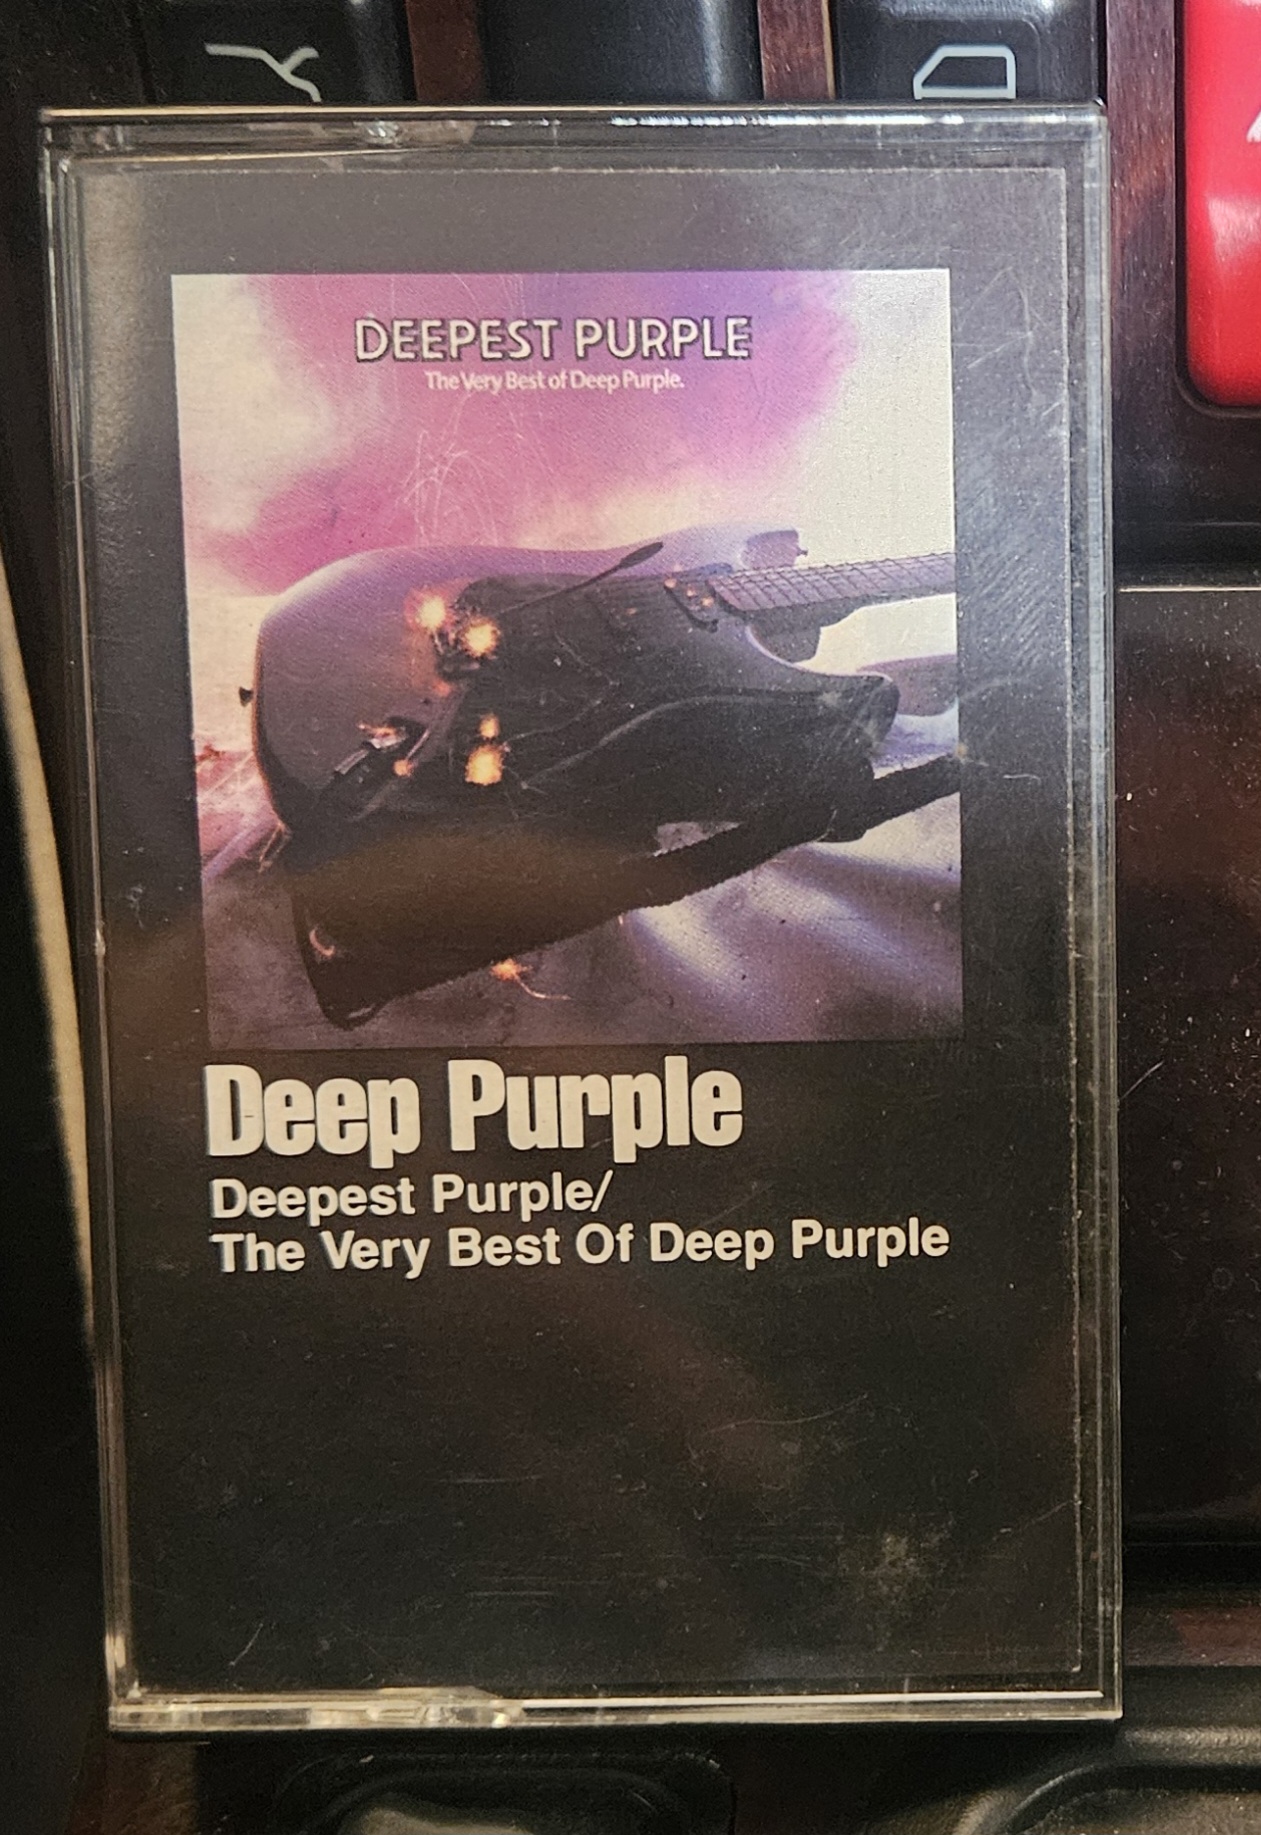 DEEPEST PURPLE
The Very Best of Deep Purple.
Deep Purple
Deepest Purple/
The Very Best Of Deep Purple